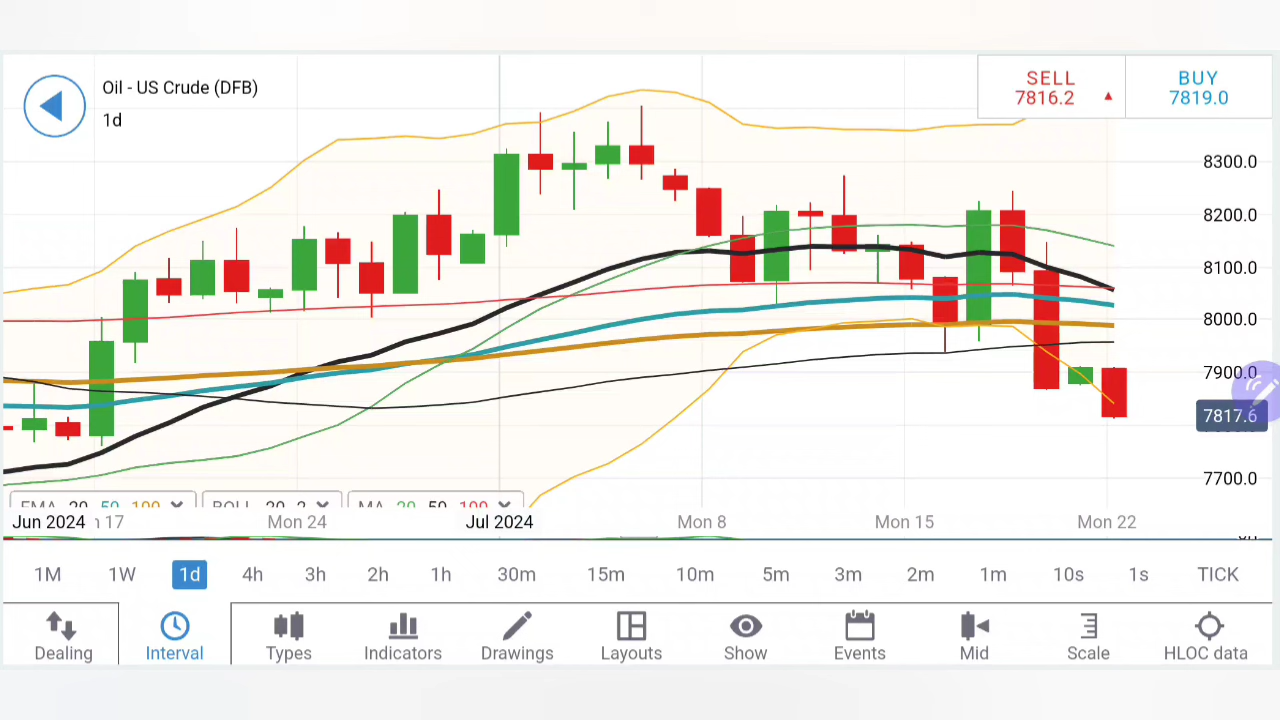 Oil - US Crude (DFB)
1d
SELL
7816.2
BUY
7819.0
8300.0
8200.0
8100.0
8000.0
7900.0
7817.6
7700.0
EMA 20 50 100
BOLL 20 2
MA 20 50 100
Jun 2024
17
Mon 24
Jul 2024
Mon 8
Mon 15
Mon 22
1M 1W 1d 4h 3h 2h 1h 30m 15m 10m 5m 3m 2m 1m 10s 1s TICK
Dealing
Interval
Types
Indicators
Drawings
Layouts
Show
Events
Mid
Scale
HLOC data